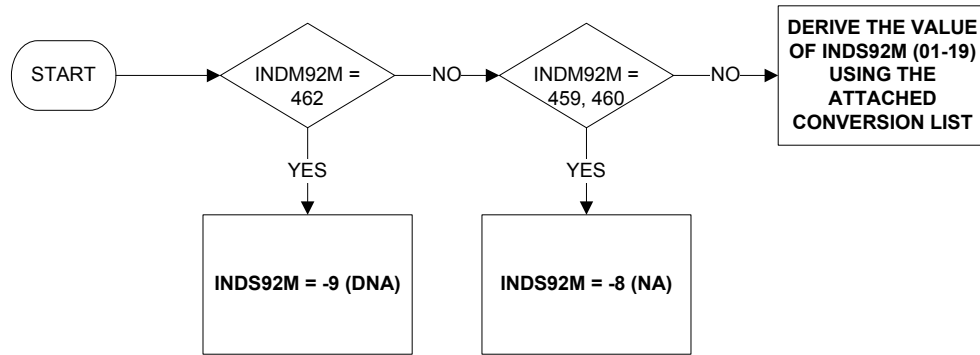 START
INDM92M =
462
NO
INDM92M =
459, 460
NO
DERIVE THE VALUE
OF INDS92M (01-19)
USING THE
ATTACHED
CONVERSION LIST
YES
YES
INDS92M = -9 (DNA)
INDS92M = -8 (NA)